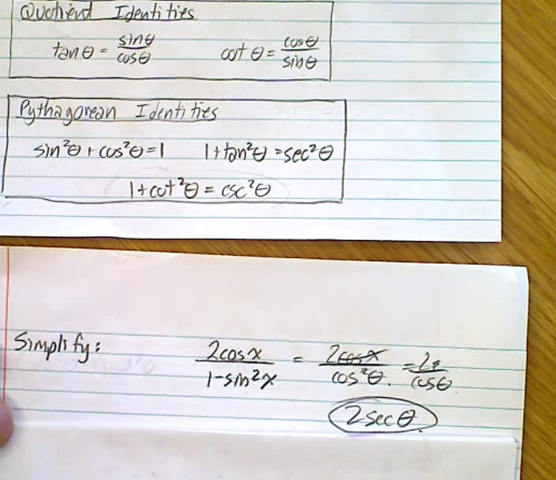 Quotient Identities
tanθ = sinθ/cosθ cotθ = cosθ/sinθ
Pythagorean Identities
sin²θ + cos²θ = 1 1 + tan²θ = sec²θ
1 + cot²θ = csc²θ
Simplify: 2cosx/1-sin²x = 2cosx/cos²θ. = 2/cosθ.
2secθ.